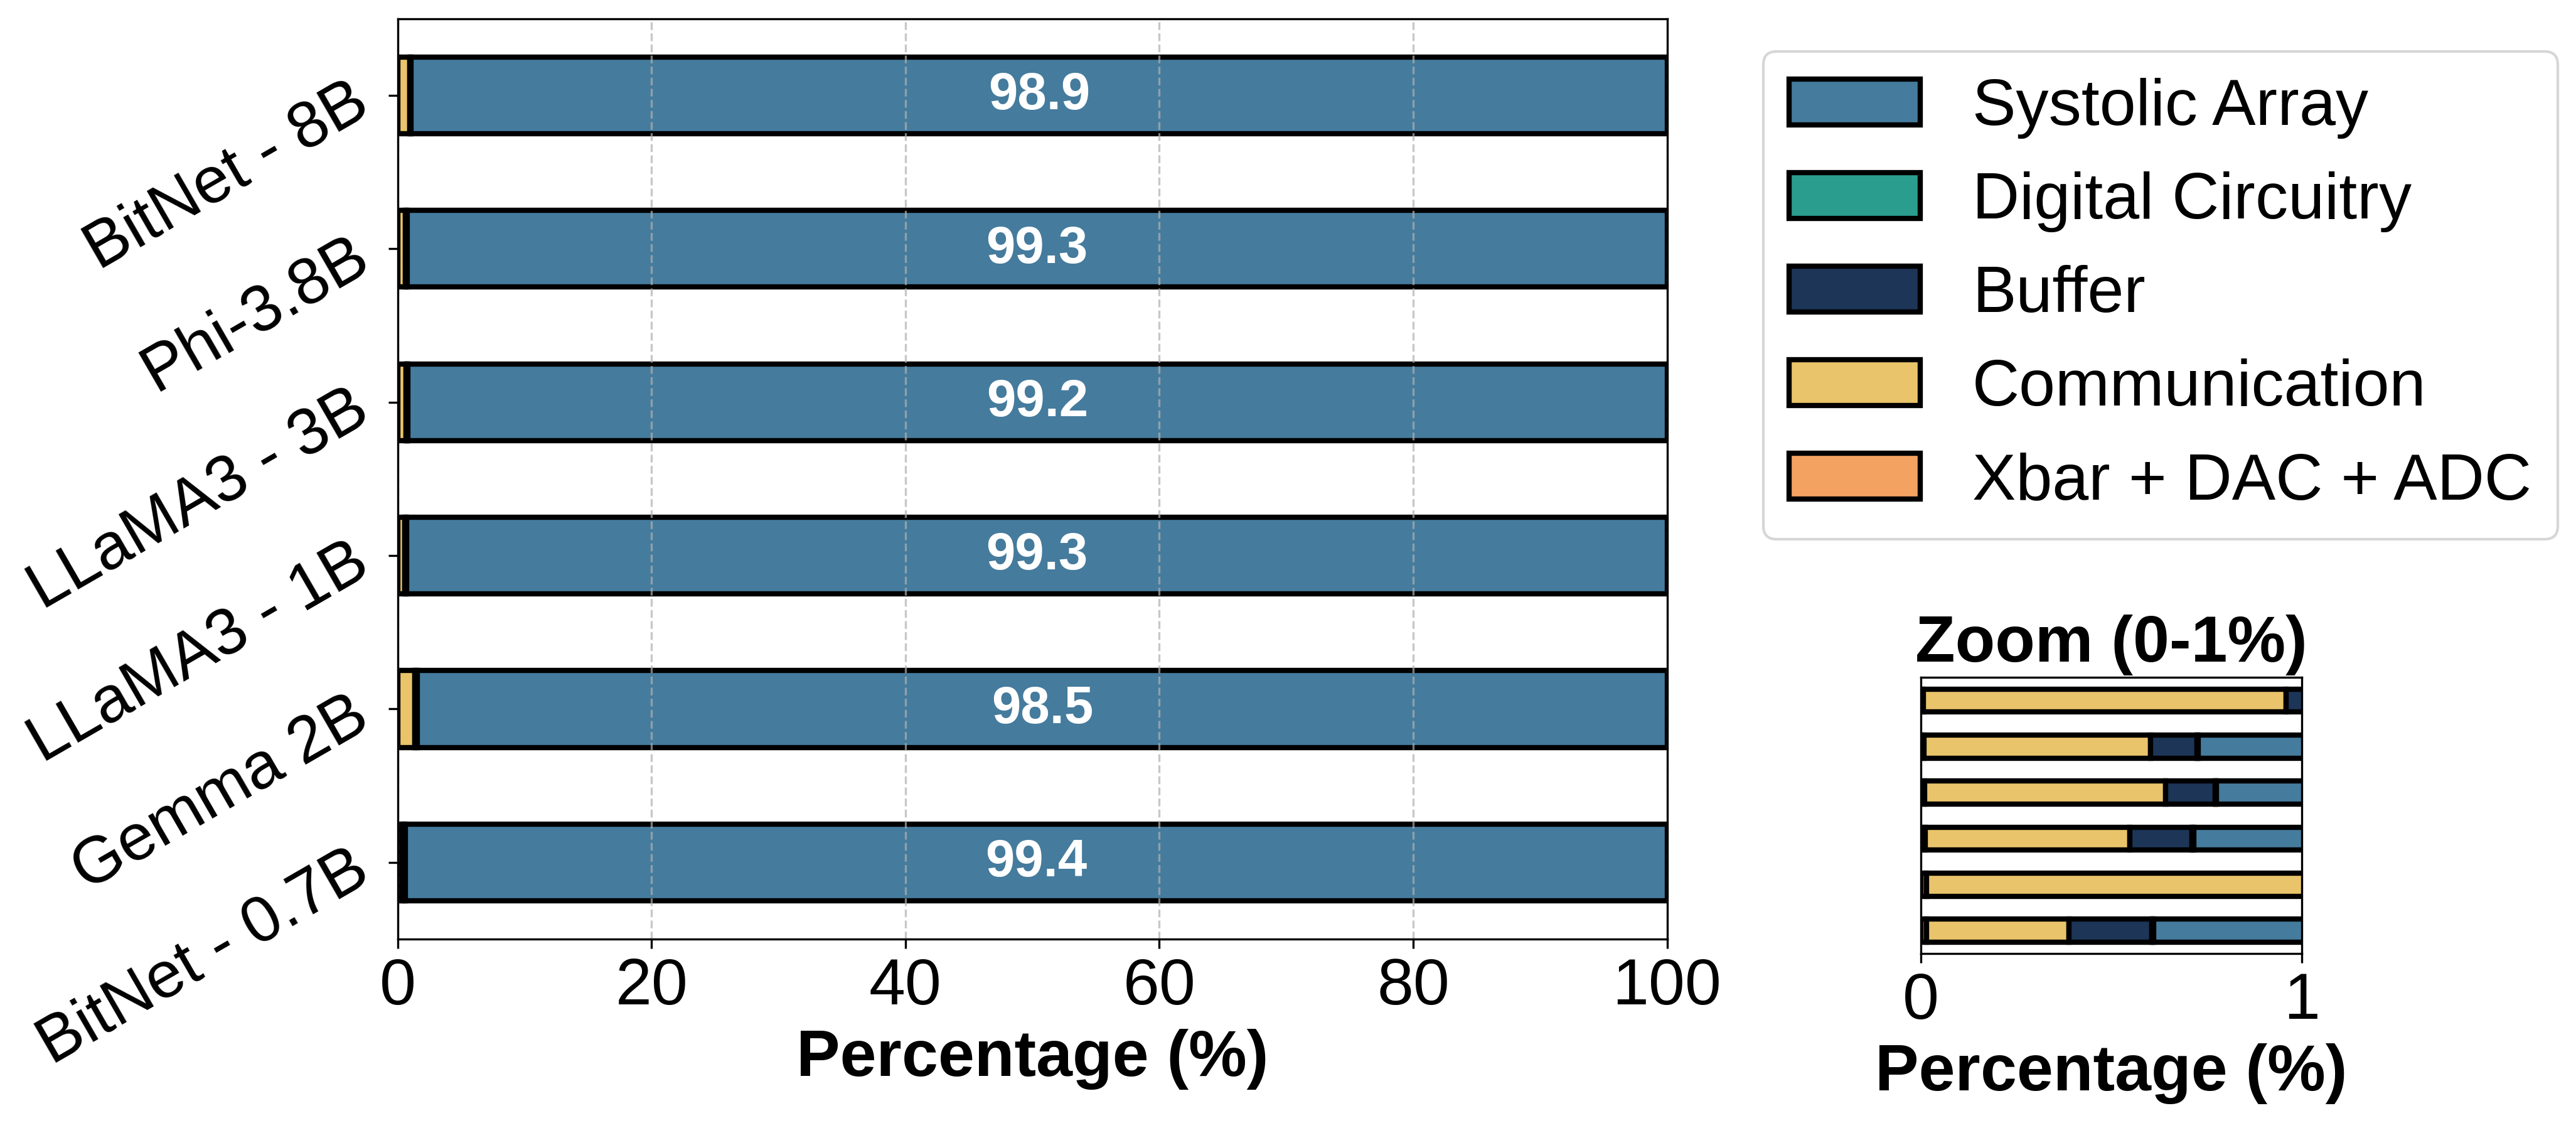 BitNet - 8B
98.9
Phi-3.8B
99.3
LLaMA3 - 3B
99.2
LLaMA3 - 1B
99.3
Gemma 2B
98.5
BitNet - 0.7B
99.4
0 20 40 60 80 100
Percentage (%)
Systolic Array
Digital Circuitry
Buffer
Communication
Xbar + DAC + ADC
Zoom (0-1%)
0 1
Percentage (%)